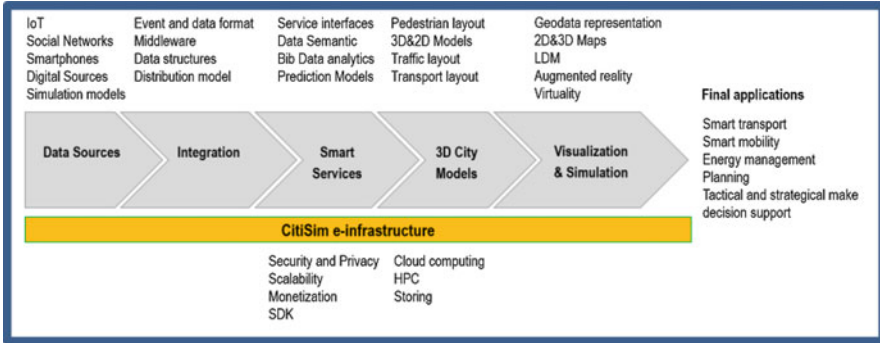 IoT
Social Networks
Smartphones
Digital Sources
Simulation models
Event and data format
Middleware
Data structures
Distribution model
Service interfaces
Data Semantic
Bib Data analytics
Prediction Models
Pedestrian layout
3D&2D Models
Traffic layout
Transport layout
Geodata representation
2D&3D Maps
LDM
Augmented reality
Virtuality
Data Sources
Integration
Smart
Services
3D City
Models
Visualization
& Simulation
Final applications
Smart transport
Smart mobility
Energy management
Planning
Tactical and strategical make
decision support
CitiSim e-infrastructure
Security and Privacy
Scalability
Monetization
SDK
Cloud computing
HPC
Storing